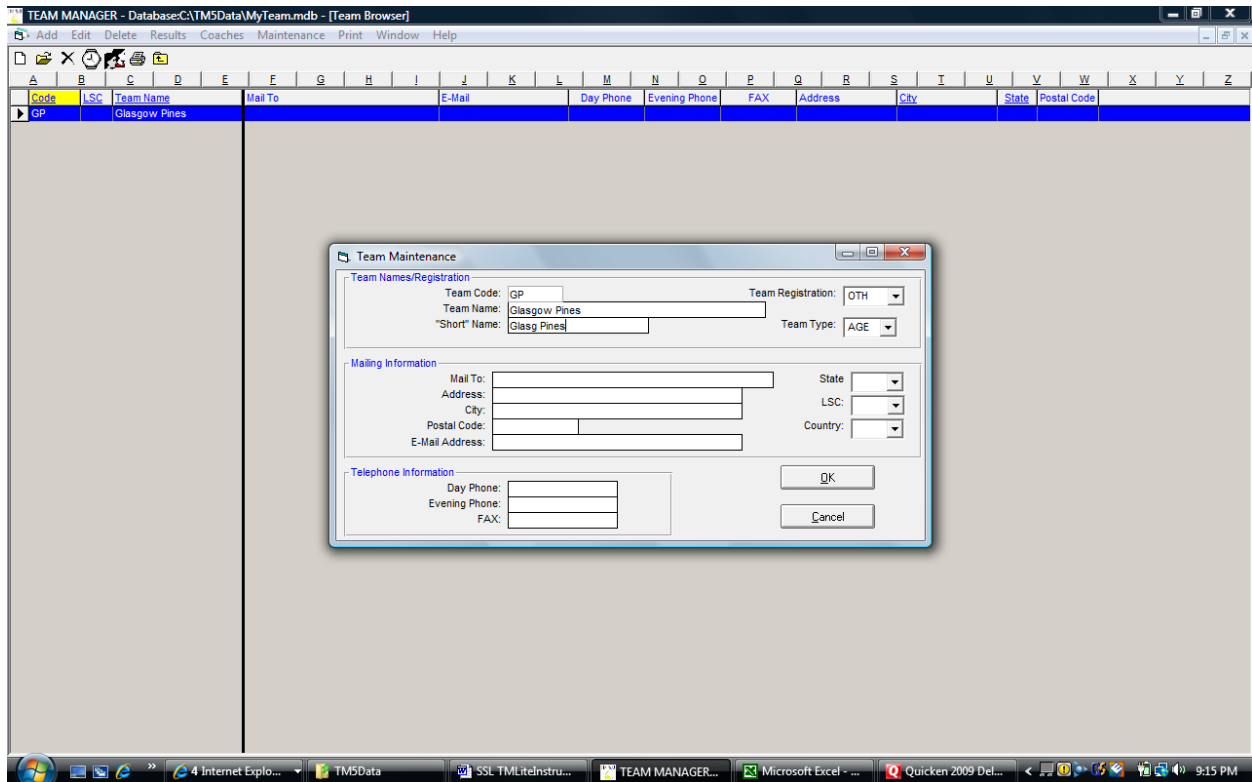 TEAM MANAGER - Database:C:\TM5Data\MyTeam.mdb - [Team Browser]
Add Edit Delete Results Coaches Maintenance Print Window Help
A B C D E F G H I J K L M N O P Q R S T U V W X Y Z
Code LSC Team Name Mail To E-Mail Day Phone Evening Phone FAX Address City State Postal Code
GP Glasgow Pines
Team Maintenance
Team Names/Registration
Team Code: GP Team Registration: OTH
Team Name: Glasgow Pines
"Short" Name: Glasg Pines Team Type: AGE
Mailing Information
Mail To: State
Address:
City: LSC:
Postal Code: Country:
E-Mail Address:
Telephone Information
Day Phone: OK
Evening Phone:
FAX: Cancel
4 Internet Explo... TM5Data SSL TMLiteInstru... TEAM MANAGER... Microsoft Excel - ... Quicken 2009 Del... 9:15 PM